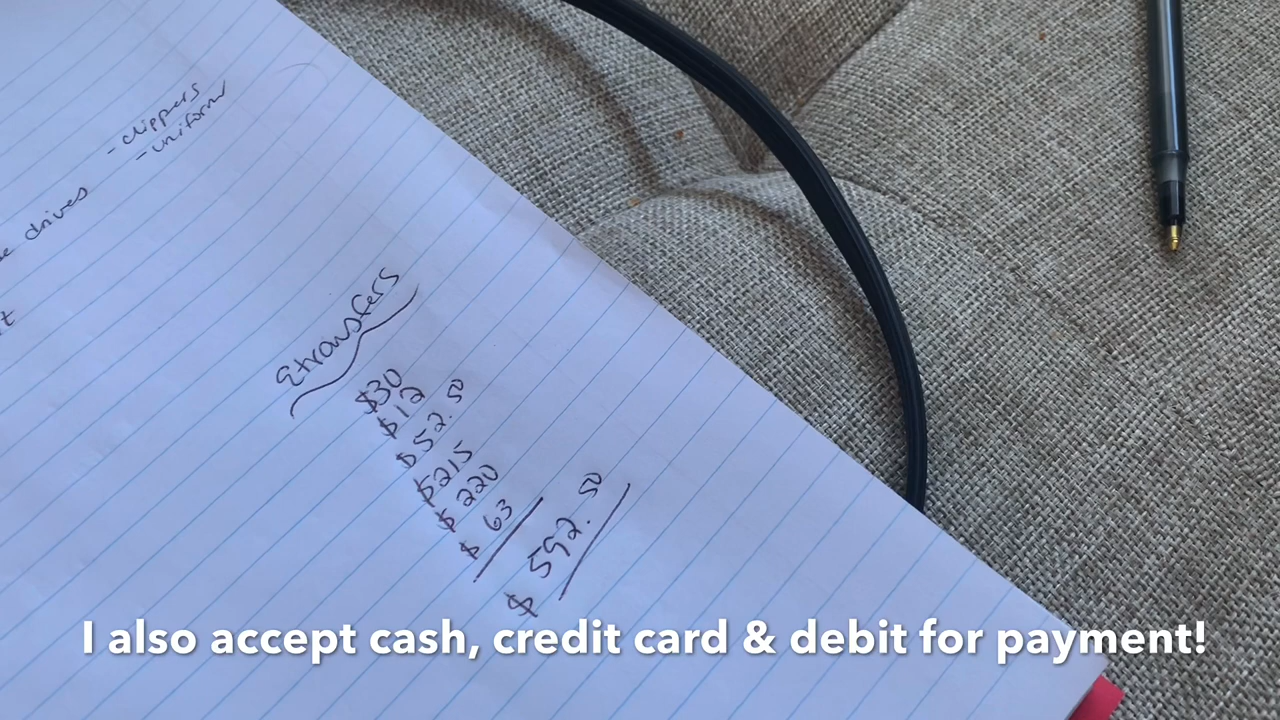 - clippers
- uniform
drives
Etransfers
$30
$12
$52.50
$215
$220
$ 63
$592.50
I also accept cash, credit card & debit for payment!